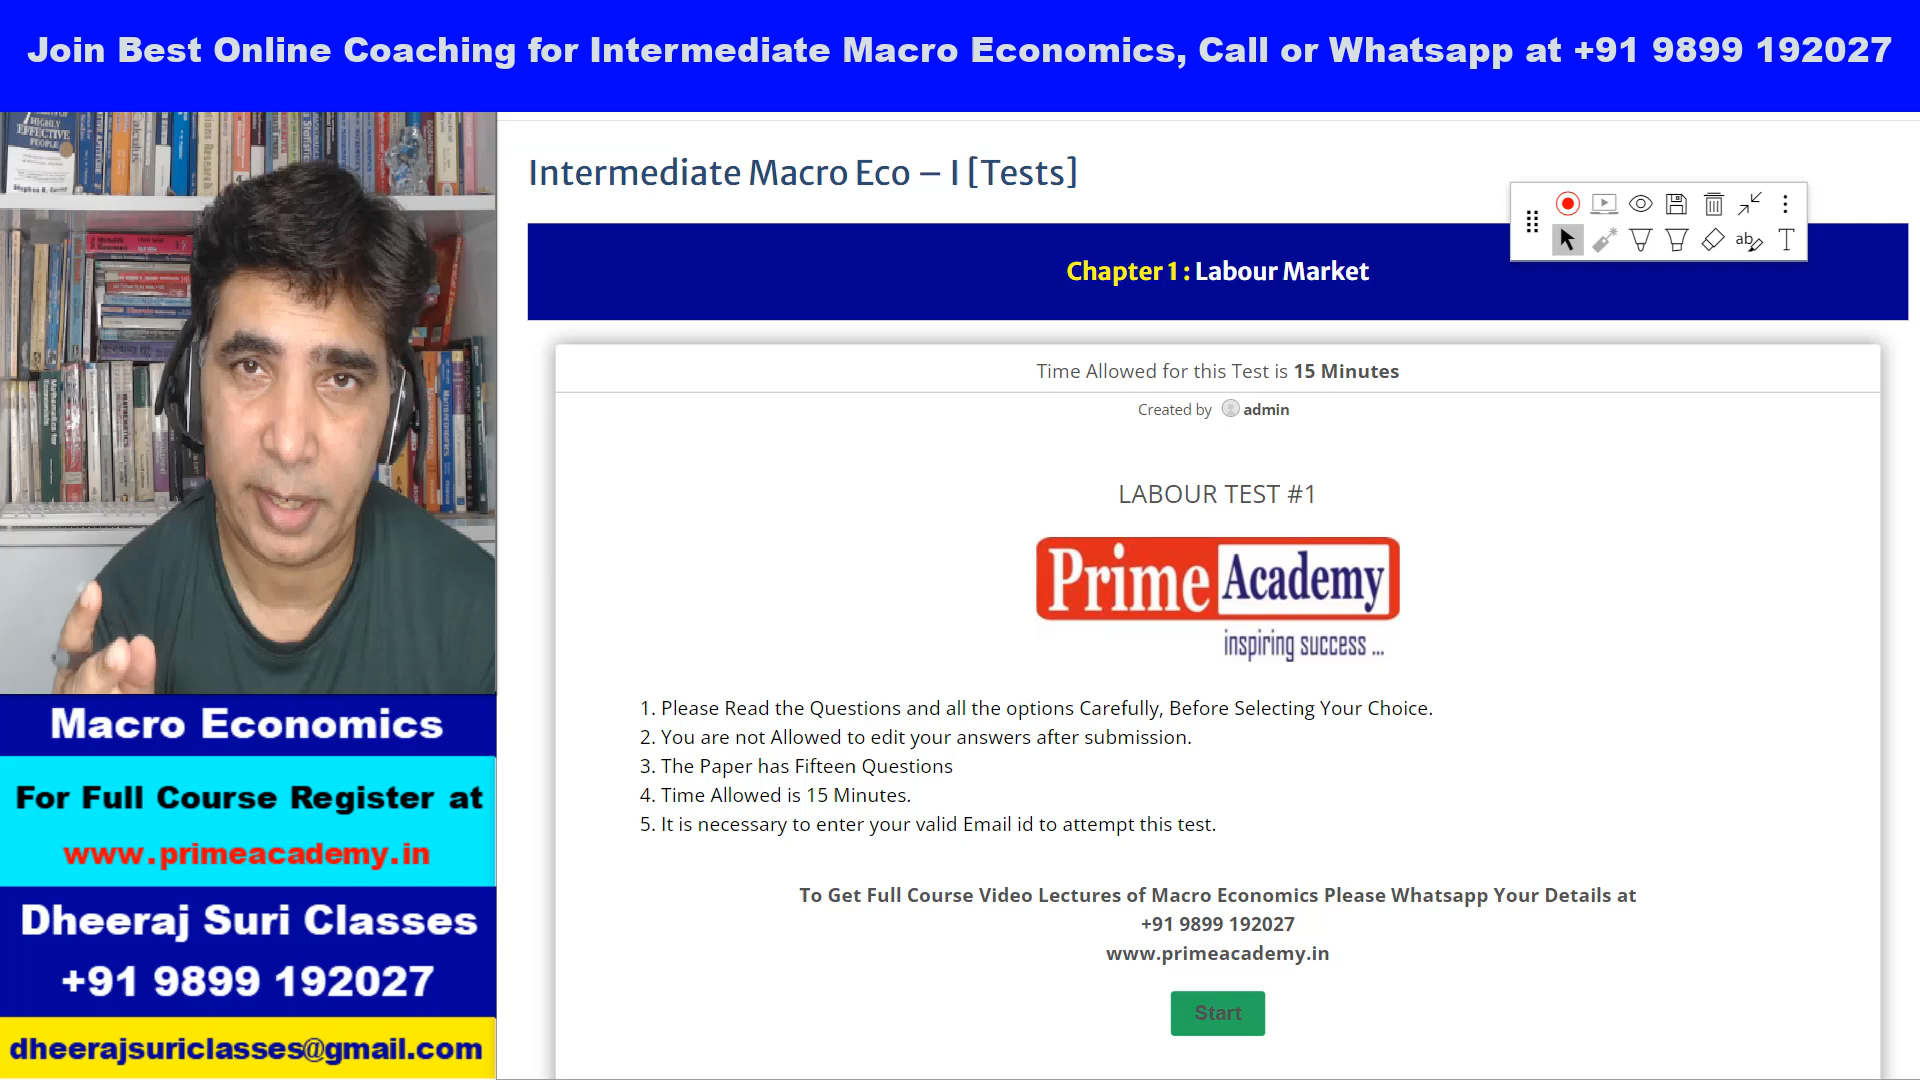 Join Best Online Coaching for Intermediate Macro Economics, Call or Whatsapp at +91 9899 192027
HIGHLY
EFFECTIVE
PEOPLE
Intermediate Macro Eco – I [Tests]
ab
T
Chapter 1 : Labour Market
Time Allowed for this Test is 15 Minutes
Created by admin
LABOUR TEST #1
Prime Academy
inspiring success ...
1. Please Read the Questions and all the options Carefully, Before Selecting Your Choice.
2. You are not Allowed to edit your answers after submission.
3. The Paper has Fifteen Questions
4. Time Allowed is 15 Minutes.
5. It is necessary to enter your valid Email id to attempt this test.
To Get Full Course Video Lectures of Macro Economics Please Whatsapp Your Details at
+91 9899 192027
www.primeacademy.in
Start
Macro Economics
For Full Course Register at
www.primeacademy.in
Dheeraj Suri Classes
+91 9899 192027
dheerajsuriclasses@gmail.com